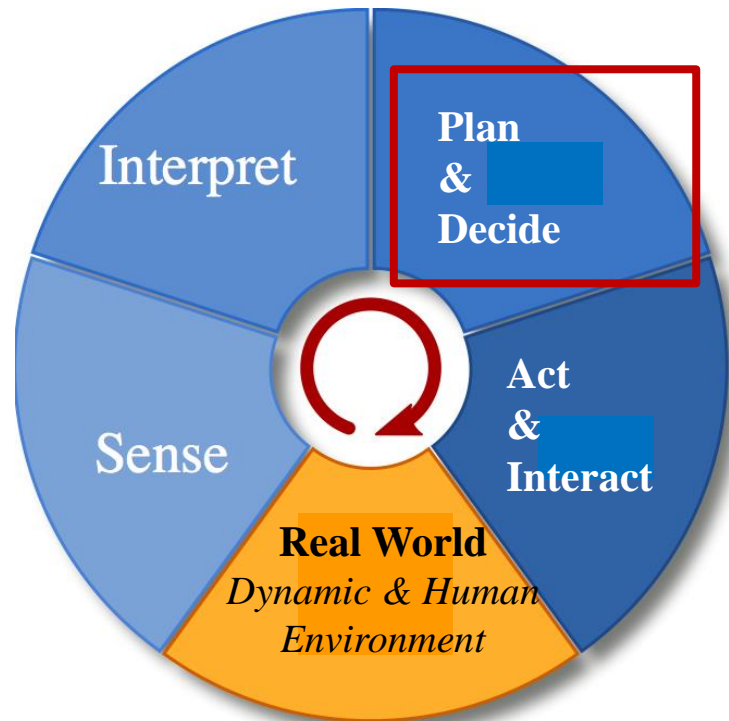 Interpret
Plan
&
Decide
Sense
Act
&
Interact
Real World
Dynamic & Human
Environment